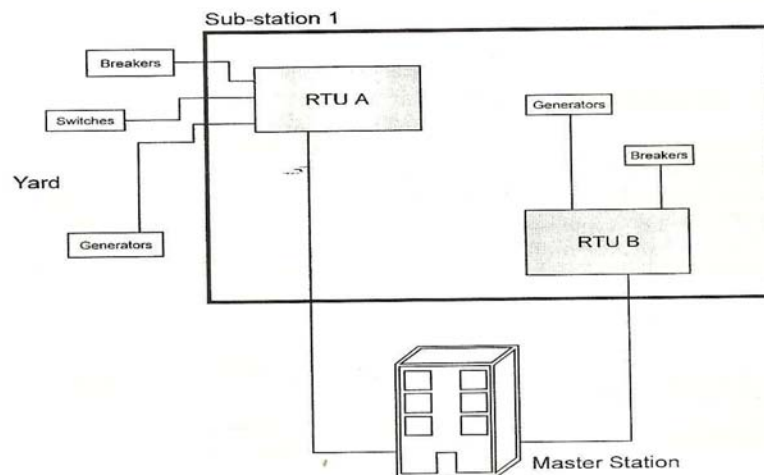 Sub-station 1
Breakers
RTU A
Switches
Generators
Breakers
Yard
Generators
RTU B
Master Station